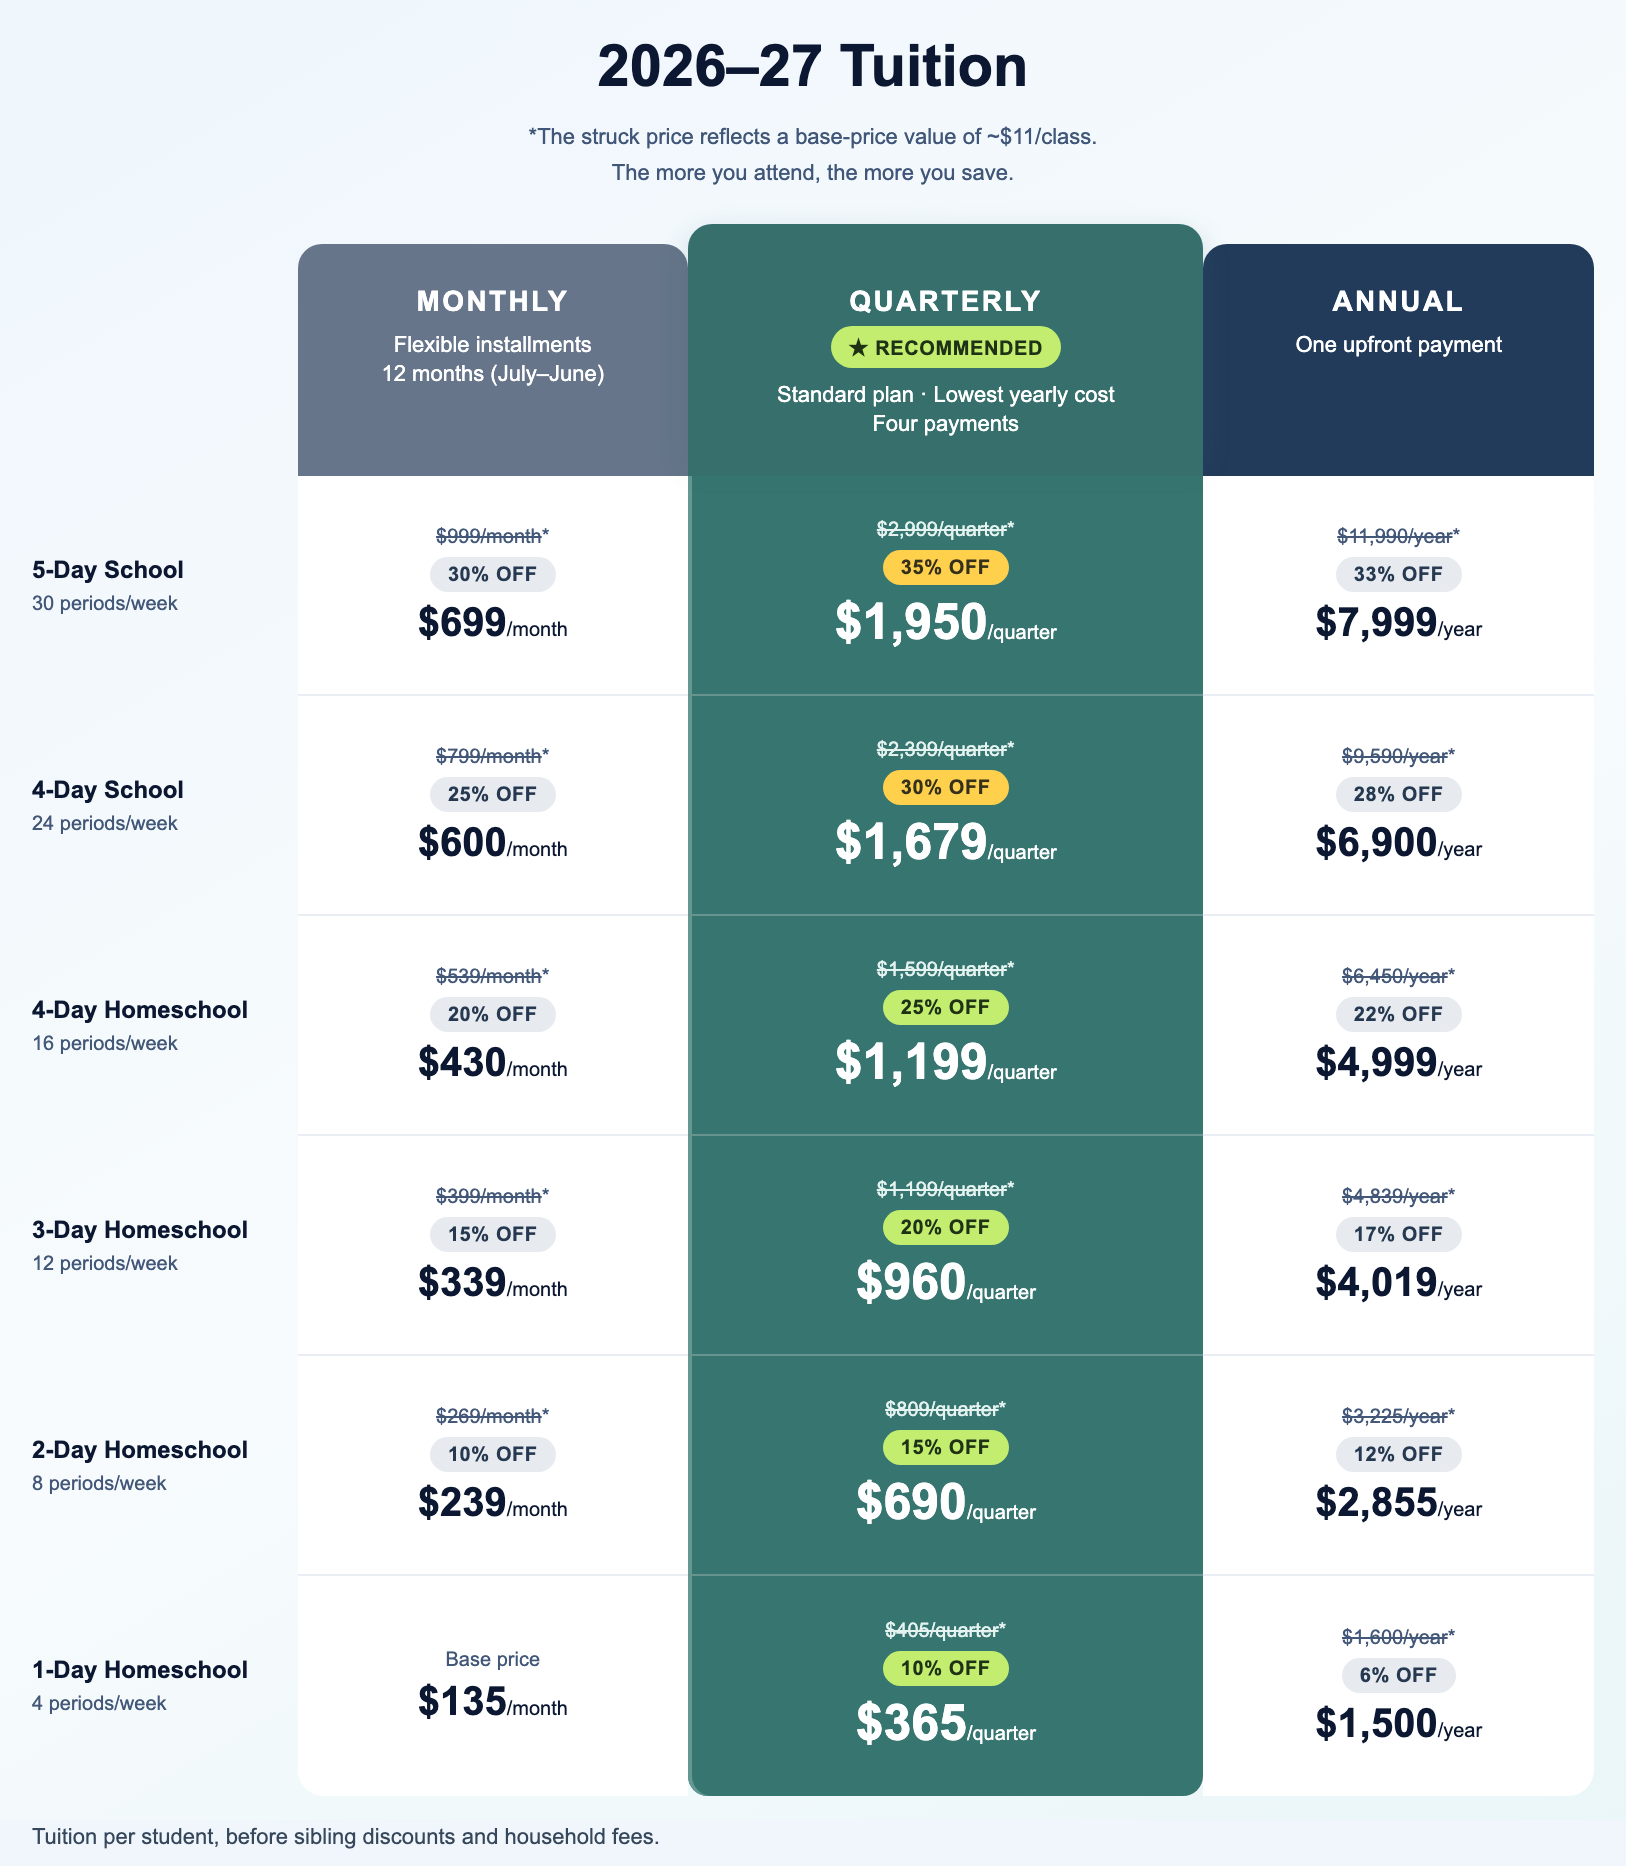 2026–27 Tuition
*The struck price reflects a base-price value of ~$11/class.
The more you attend, the more you save.
MONTHLY
Flexible installments
12 months (July–June)
QUARTERLY
★ RECOMMENDED
Standard plan · Lowest yearly cost
Four payments
ANNUAL
One upfront payment
5-Day School
30 periods/week
$999/month*
30% OFF
$699/month
$2,999/quarter*
35% OFF
$1,950/quarter
$11,990/year*
33% OFF
$7,999/year
4-Day School
24 periods/week
$799/month*
25% OFF
$600/month
$2,399/quarter*
30% OFF
$1,679/quarter
$9,590/year*
28% OFF
$6,900/year
4-Day Homeschool
16 periods/week
$539/month*
20% OFF
$430/month
$1,599/quarter*
25% OFF
$1,199/quarter
$6,450/year*
22% OFF
$4,999/year
3-Day Homeschool
12 periods/week
$399/month*
15% OFF
$339/month
$1,199/quarter*
20% OFF
$960/quarter
$4,839/year*
17% OFF
$4,019/year
2-Day Homeschool
8 periods/week
$269/month*
10% OFF
$239/month
$809/quarter*
15% OFF
$690/quarter
$3,225/year*
12% OFF
$2,855/year
1-Day Homeschool
4 periods/week
Base price
$135/month
$405/quarter*
10% OFF
$365/quarter
$1,600/year*
6% OFF
$1,500/year
Tuition per student, before sibling discounts and household fees.